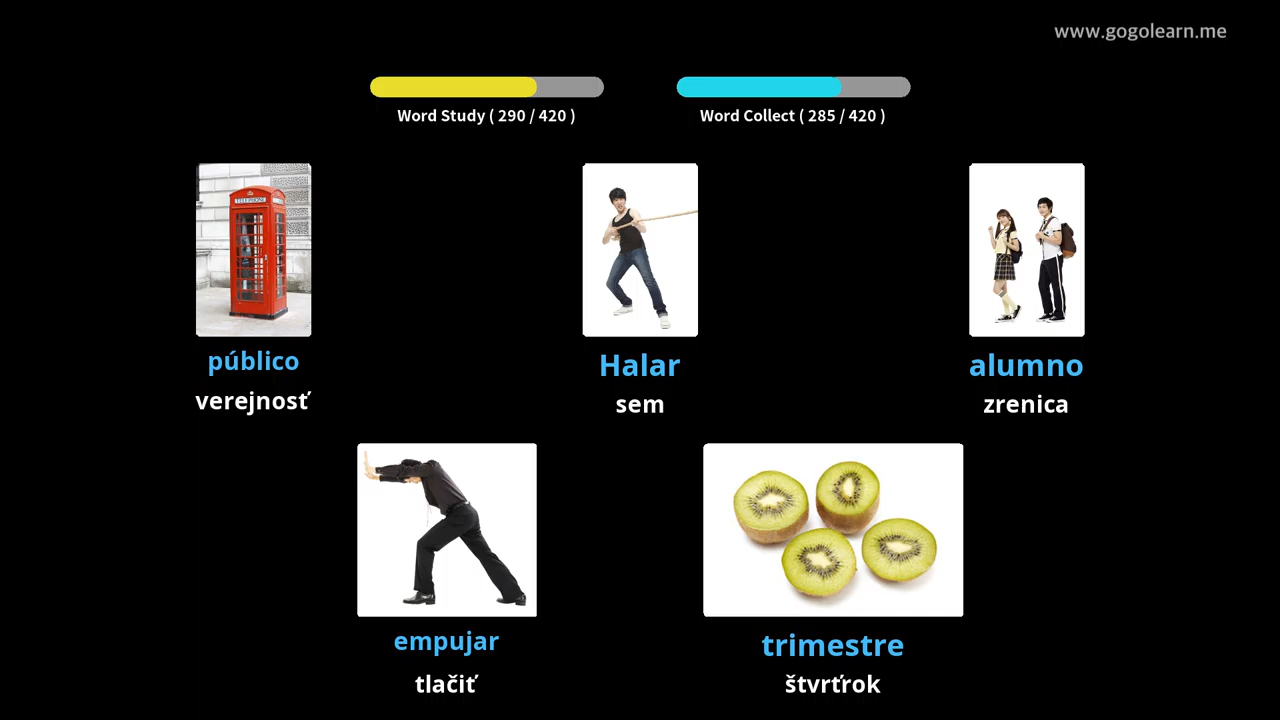 www.gogolearn.me
Word Study ( 290 / 420 )
Word Collect ( 285 / 420 )
TELEPHONE
público
verejnosť
Halar
sem
alumno
zrenica
empujar
tlačiť
trimestre
štvrťrok